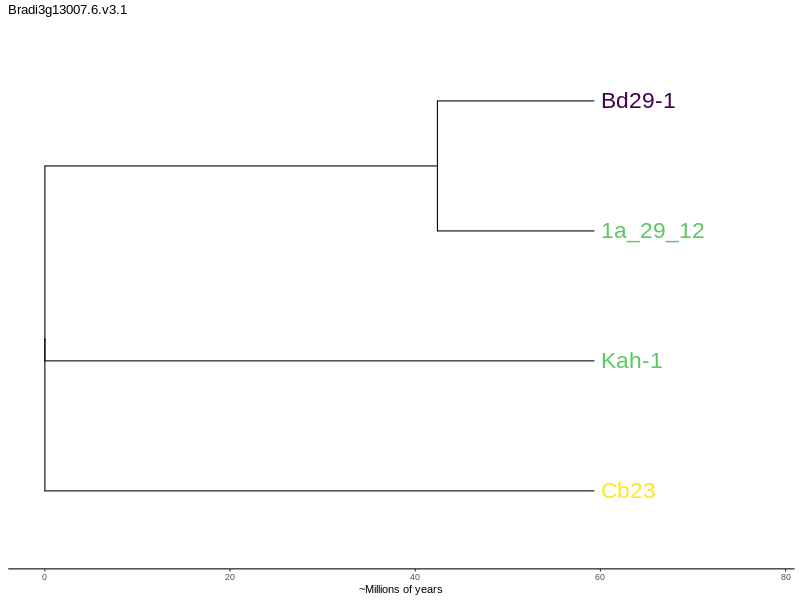 Bradi3g13007.6.v3.1
Bd29-1
1a_29_12
Kah-1
Cb23
0 20 40 60 80
~Millions of years